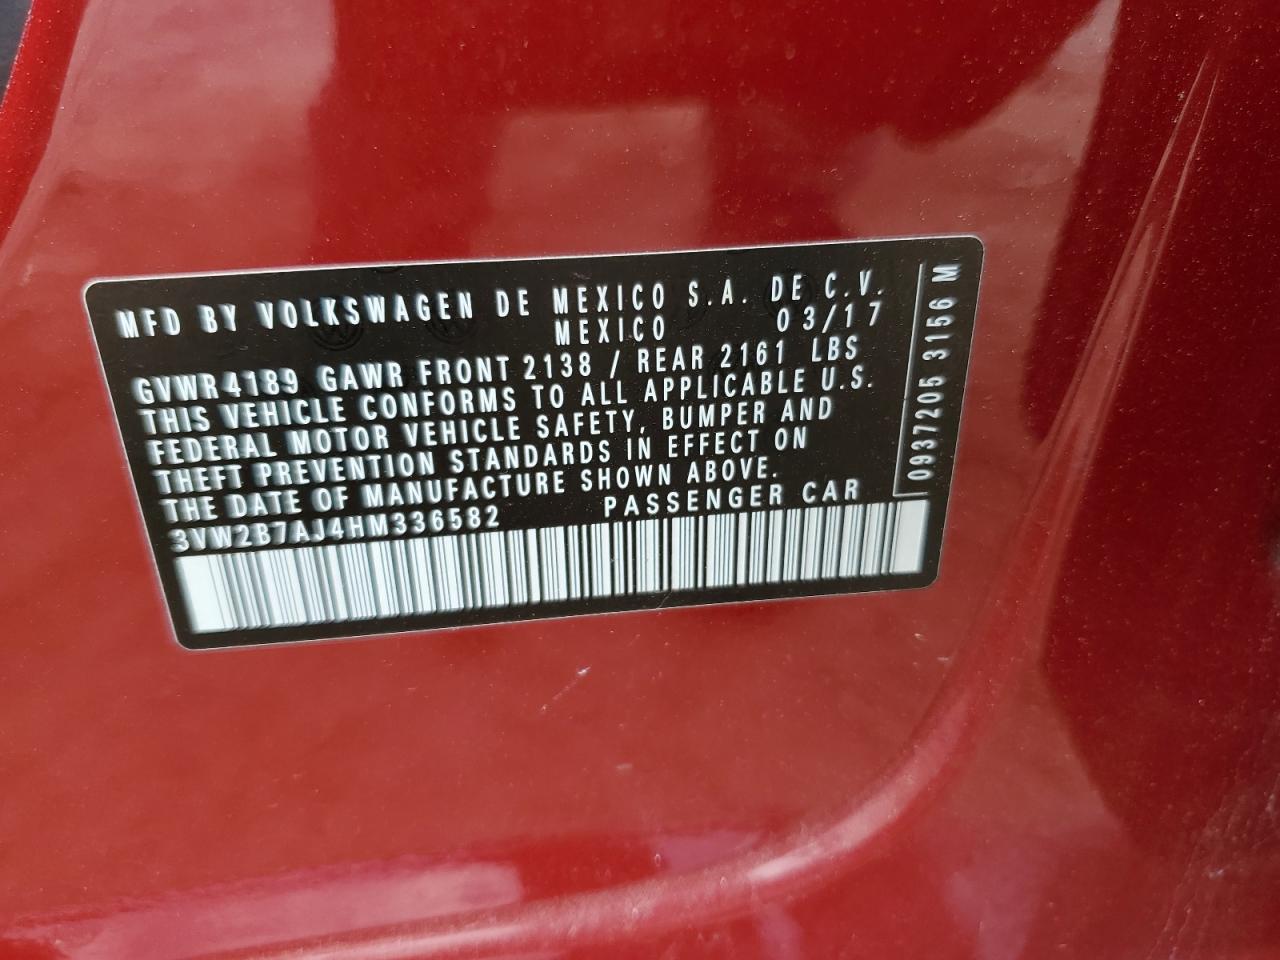 MFD BY VOLKSWAGEN DE MEXICO S.A. DE C.V.
MEXICO 03/17
GVWR 4189 GAWR FRONT 2138 / REAR 2161 LBS
THIS VEHICLE CONFORMS TO ALL APPLICABLE U.S.
FEDERAL MOTOR VEHICLE SAFETY, BUMPER AND
THEFT PREVENTION STANDARDS IN EFFECT ON
THE DATE OF MANUFACTURE SHOWN ABOVE.
3VW2B7AJ4HM336582 PASSENGER CAR
0937205 3156 M